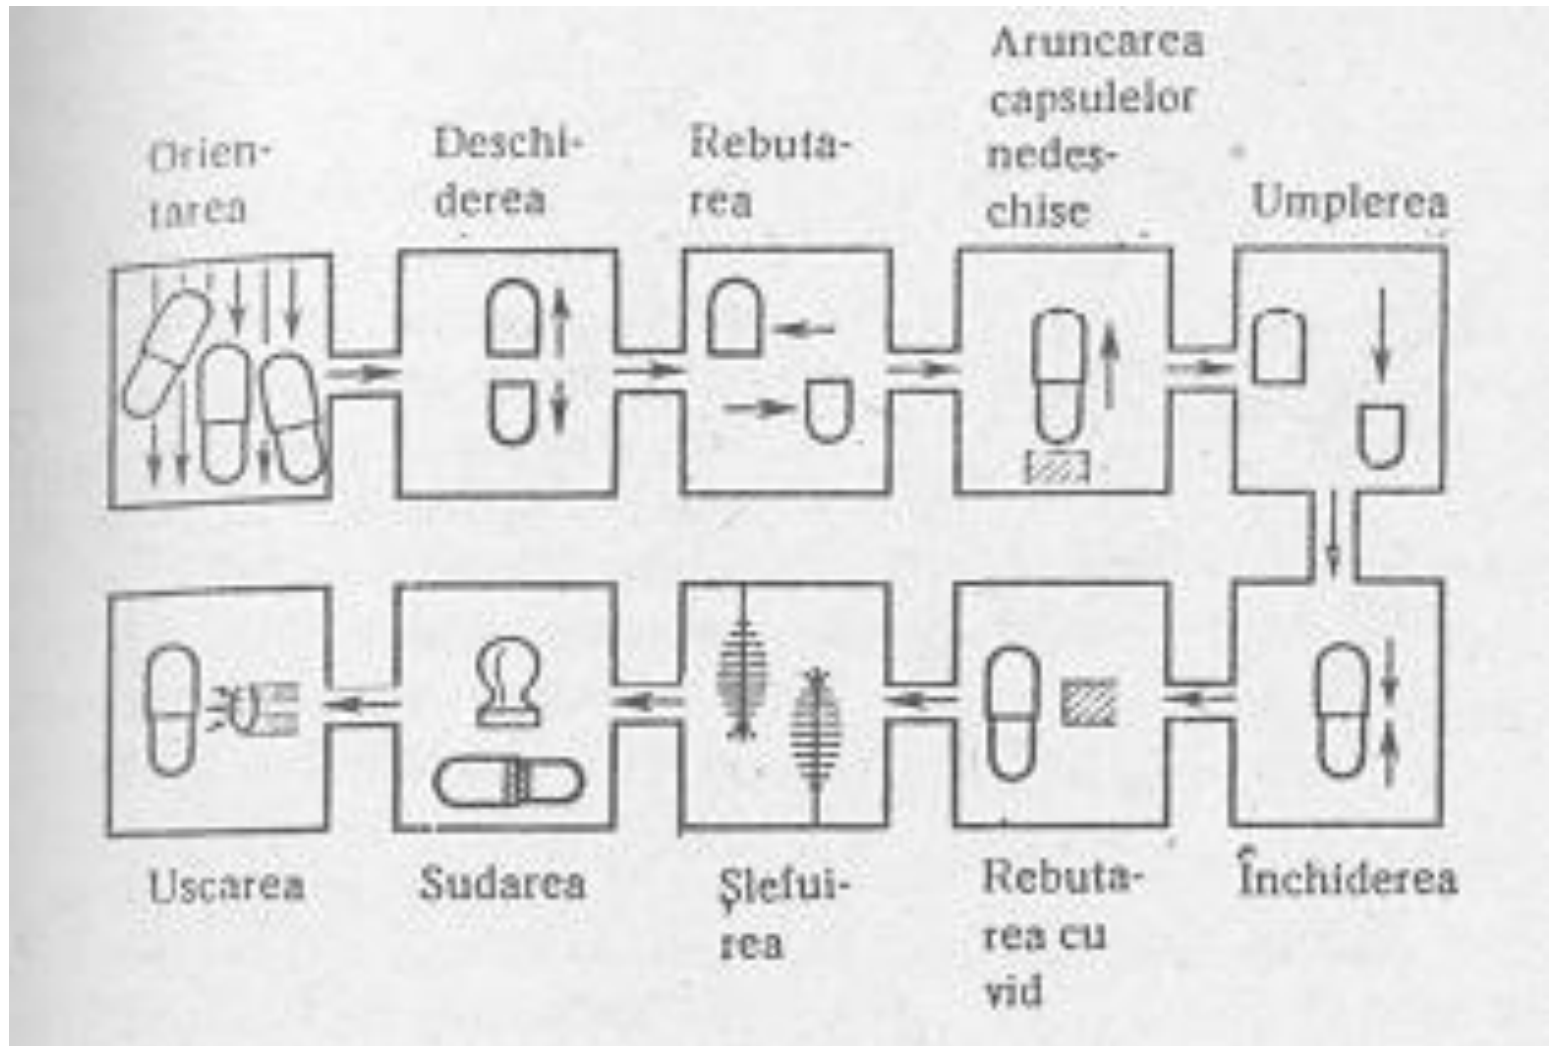 Orien-
tarea
Deschi-
derea
Rebuta-
rea
Aruncarea
capsulelor
nedes-
chise
Umplerea
Închiderea
Rebuta-
rea cu
vid
Şlefui-
rea
Sudarea
Uscarea